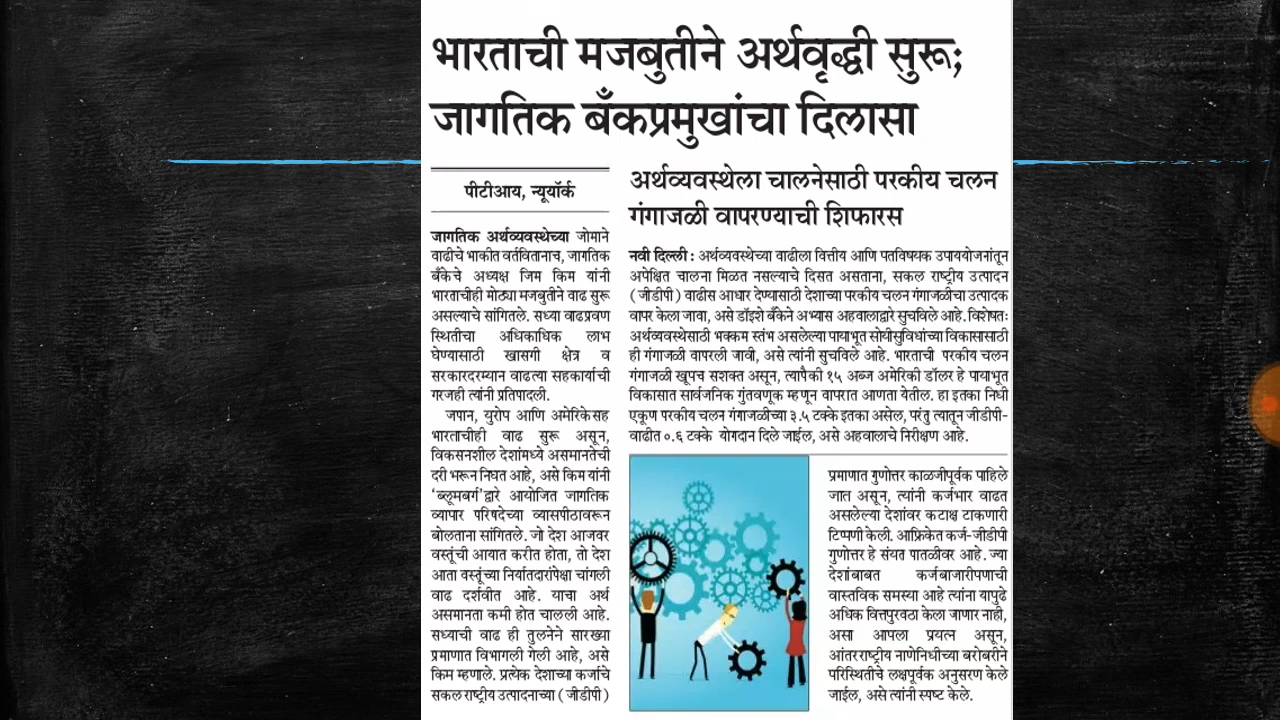 भारताची मजबुतीने अर्थवृद्धी सुरू;
जागतिक बँकप्रमुखांचा दिलासा
पीटीआय, न्यूयॉर्क
जागतिक अर्थव्यवस्थेच्या जोमाने
वाढीचे भाकीत वर्तवितानाच, जागतिक
बँकेचे अध्यक्ष जिम किम यांनी
भारताचीही मोठ्या मजबुतीने वाढ सुरू
असल्याचे सांगितले. सध्या वाढप्रवण
स्थितीचा अधिकाधिक लाभ
घेण्यासाठी खासगी क्षेत्र व
सरकारदरम्यान वाढत्या सहकार्याची
गरजही त्यांनी प्रतिपादली.
जपान, युरोप आणि अमेरिकेसह
भारताचीही वाढ सुरू असून,
विकसनशील देशांमध्ये असमानतेची
दरी भरून निघत आहे, असे किम यांनी
‘ब्लूमबर्ग’द्वारे आयोजित जागतिक
व्यापार परिषदेच्या व्यासपीठावरून
बोलताना सांगितले. जो देश आजवर
वस्तूंची आयात करीत होता, तो देश
आता वस्तूंच्या निर्यातदारांपेक्षा चांगली
वाढ दर्शवीत आहे. याचा अर्थ
असमानता कमी होत चालली आहे.
सध्याची वाढ ही तुलनेने सारख्या
प्रमाणात विभागली गेली आहे, असे
किम म्हणाले. प्रत्येक देशाच्या कर्जाचे
सकल राष्ट्रीय उत्पादनाच्या (जीडीपी)
अर्थव्यवस्थेला चालनेसाठी परकीय चलन
गंगाजळी वापरण्याची शिफारस
नवी दिल्ली : अर्थव्यवस्थेच्या वाढीला वित्तीय आणि पतविषयक उपाययोजनांतून
अपेक्षित चालना मिळत नसल्याचे दिसत असताना, सकल राष्ट्रीय उत्पादन
(जीडीपी) वाढीस आधार देण्यासाठी देशाच्या परकीय चलन गंगाजळीचा उत्पादक
वापर केला जावा, असे डॉइशे बँकेने अभ्यास अहवालाद्वारे सुचविले आहे. विशेषतः
अर्थव्यवस्थेसाठी भक्कम स्तंभ असलेल्या पायाभूत सोयीसुविधांच्या विकासासाठी
ही गंगाजळी वापरली जावी, असे त्यांनी सुचविले आहे. भारताची परकीय चलन
गंगाजळी खूपच सशक्त असून, त्यापैकी १५ अब्ज अमेरिकी डॉलर हे पायाभूत
विकासात सार्वजनिक गुंतवणूक म्हणून वापरात आणता येतील. हा इतका निधी
एकूण परकीय चलन गंगाजळीच्या ३.५ टक्के इतका असेल, परंतु त्यातून जीडीपी-
वाढीत ०.६ टक्के योगदान दिले जाईल, असे अहवालाचे निरीक्षण आहे.
प्रमाणात गुणोत्तर काळजीपूर्वक पाहिले
जात असून, त्यांनी कर्जभार वाढत
असलेल्या देशांवर कटाक्ष टाकणारी
टिप्पणी केली. आफ्रिकेत कर्ज-जीडीपी
गुणोत्तर हे संयत पातळीवर आहे. ज्या
देशांबाबत कर्जबाजारीपणाची
वास्तविक समस्या आहे त्यांना यापुढे
अधिक वित्तपुरवठा केला जाणार नाही,
असा आपला प्रयत्न असून,
आंतरराष्ट्रीय नाणेनिधीच्या बरोबरीने
परिस्थितीचे लक्षपूर्वक अनुसरण केले
जाईल, असे त्यांनी स्पष्ट केले.